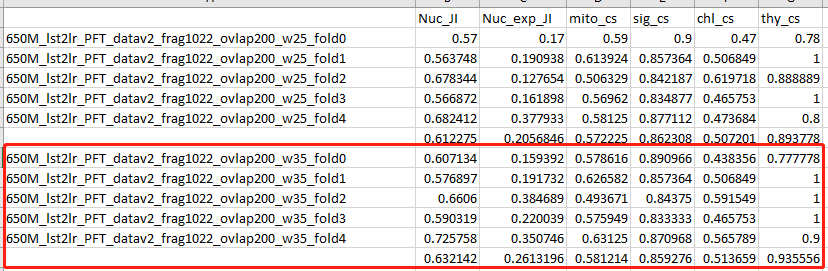 Nuc_JI Nuc_exp_JI mito_cs sig_cs chl_cs thy_cs
650M_lst2lr_PFT_datav2_frag1022_ovlap200_w25_fold0 0.57 0.17 0.59 0.9 0.47 0.78
650M_lst2lr_PFT_datav2_frag1022_ovlap200_w25_fold1 0.563748 0.190938 0.613924 0.857364 0.506849 1
650M_lst2lr_PFT_datav2_frag1022_ovlap200_w25_fold2 0.678344 0.127654 0.506329 0.842187 0.619718 0.888889
650M_lst2lr_PFT_datav2_frag1022_ovlap200_w25_fold3 0.566872 0.161898 0.56962 0.834877 0.465753 1
650M_lst2lr_PFT_datav2_frag1022_ovlap200_w25_fold4 0.682412 0.377933 0.58125 0.877112 0.473684 0.8
0.612275 0.2056846 0.572225 0.862308 0.507201 0.893778
650M_lst2lr_PFT_datav2_frag1022_ovlap200_w35_fold0 0.607134 0.159392 0.578616 0.890966 0.438356 0.777778
650M_lst2lr_PFT_datav2_frag1022_ovlap200_w35_fold1 0.576897 0.191732 0.626582 0.857364 0.506849 1
650M_lst2lr_PFT_datav2_frag1022_ovlap200_w35_fold2 0.6606 0.384689 0.493671 0.84375 0.591549 1
650M_lst2lr_PFT_datav2_frag1022_ovlap200_w35_fold3 0.590319 0.220039 0.575949 0.833333 0.465753 1
650M_lst2lr_PFT_datav2_frag1022_ovlap200_w35_fold4 0.725758 0.350746 0.63125 0.870968 0.565789 0.9
0.632142 0.2613196 0.581214 0.859276 0.513659 0.935556